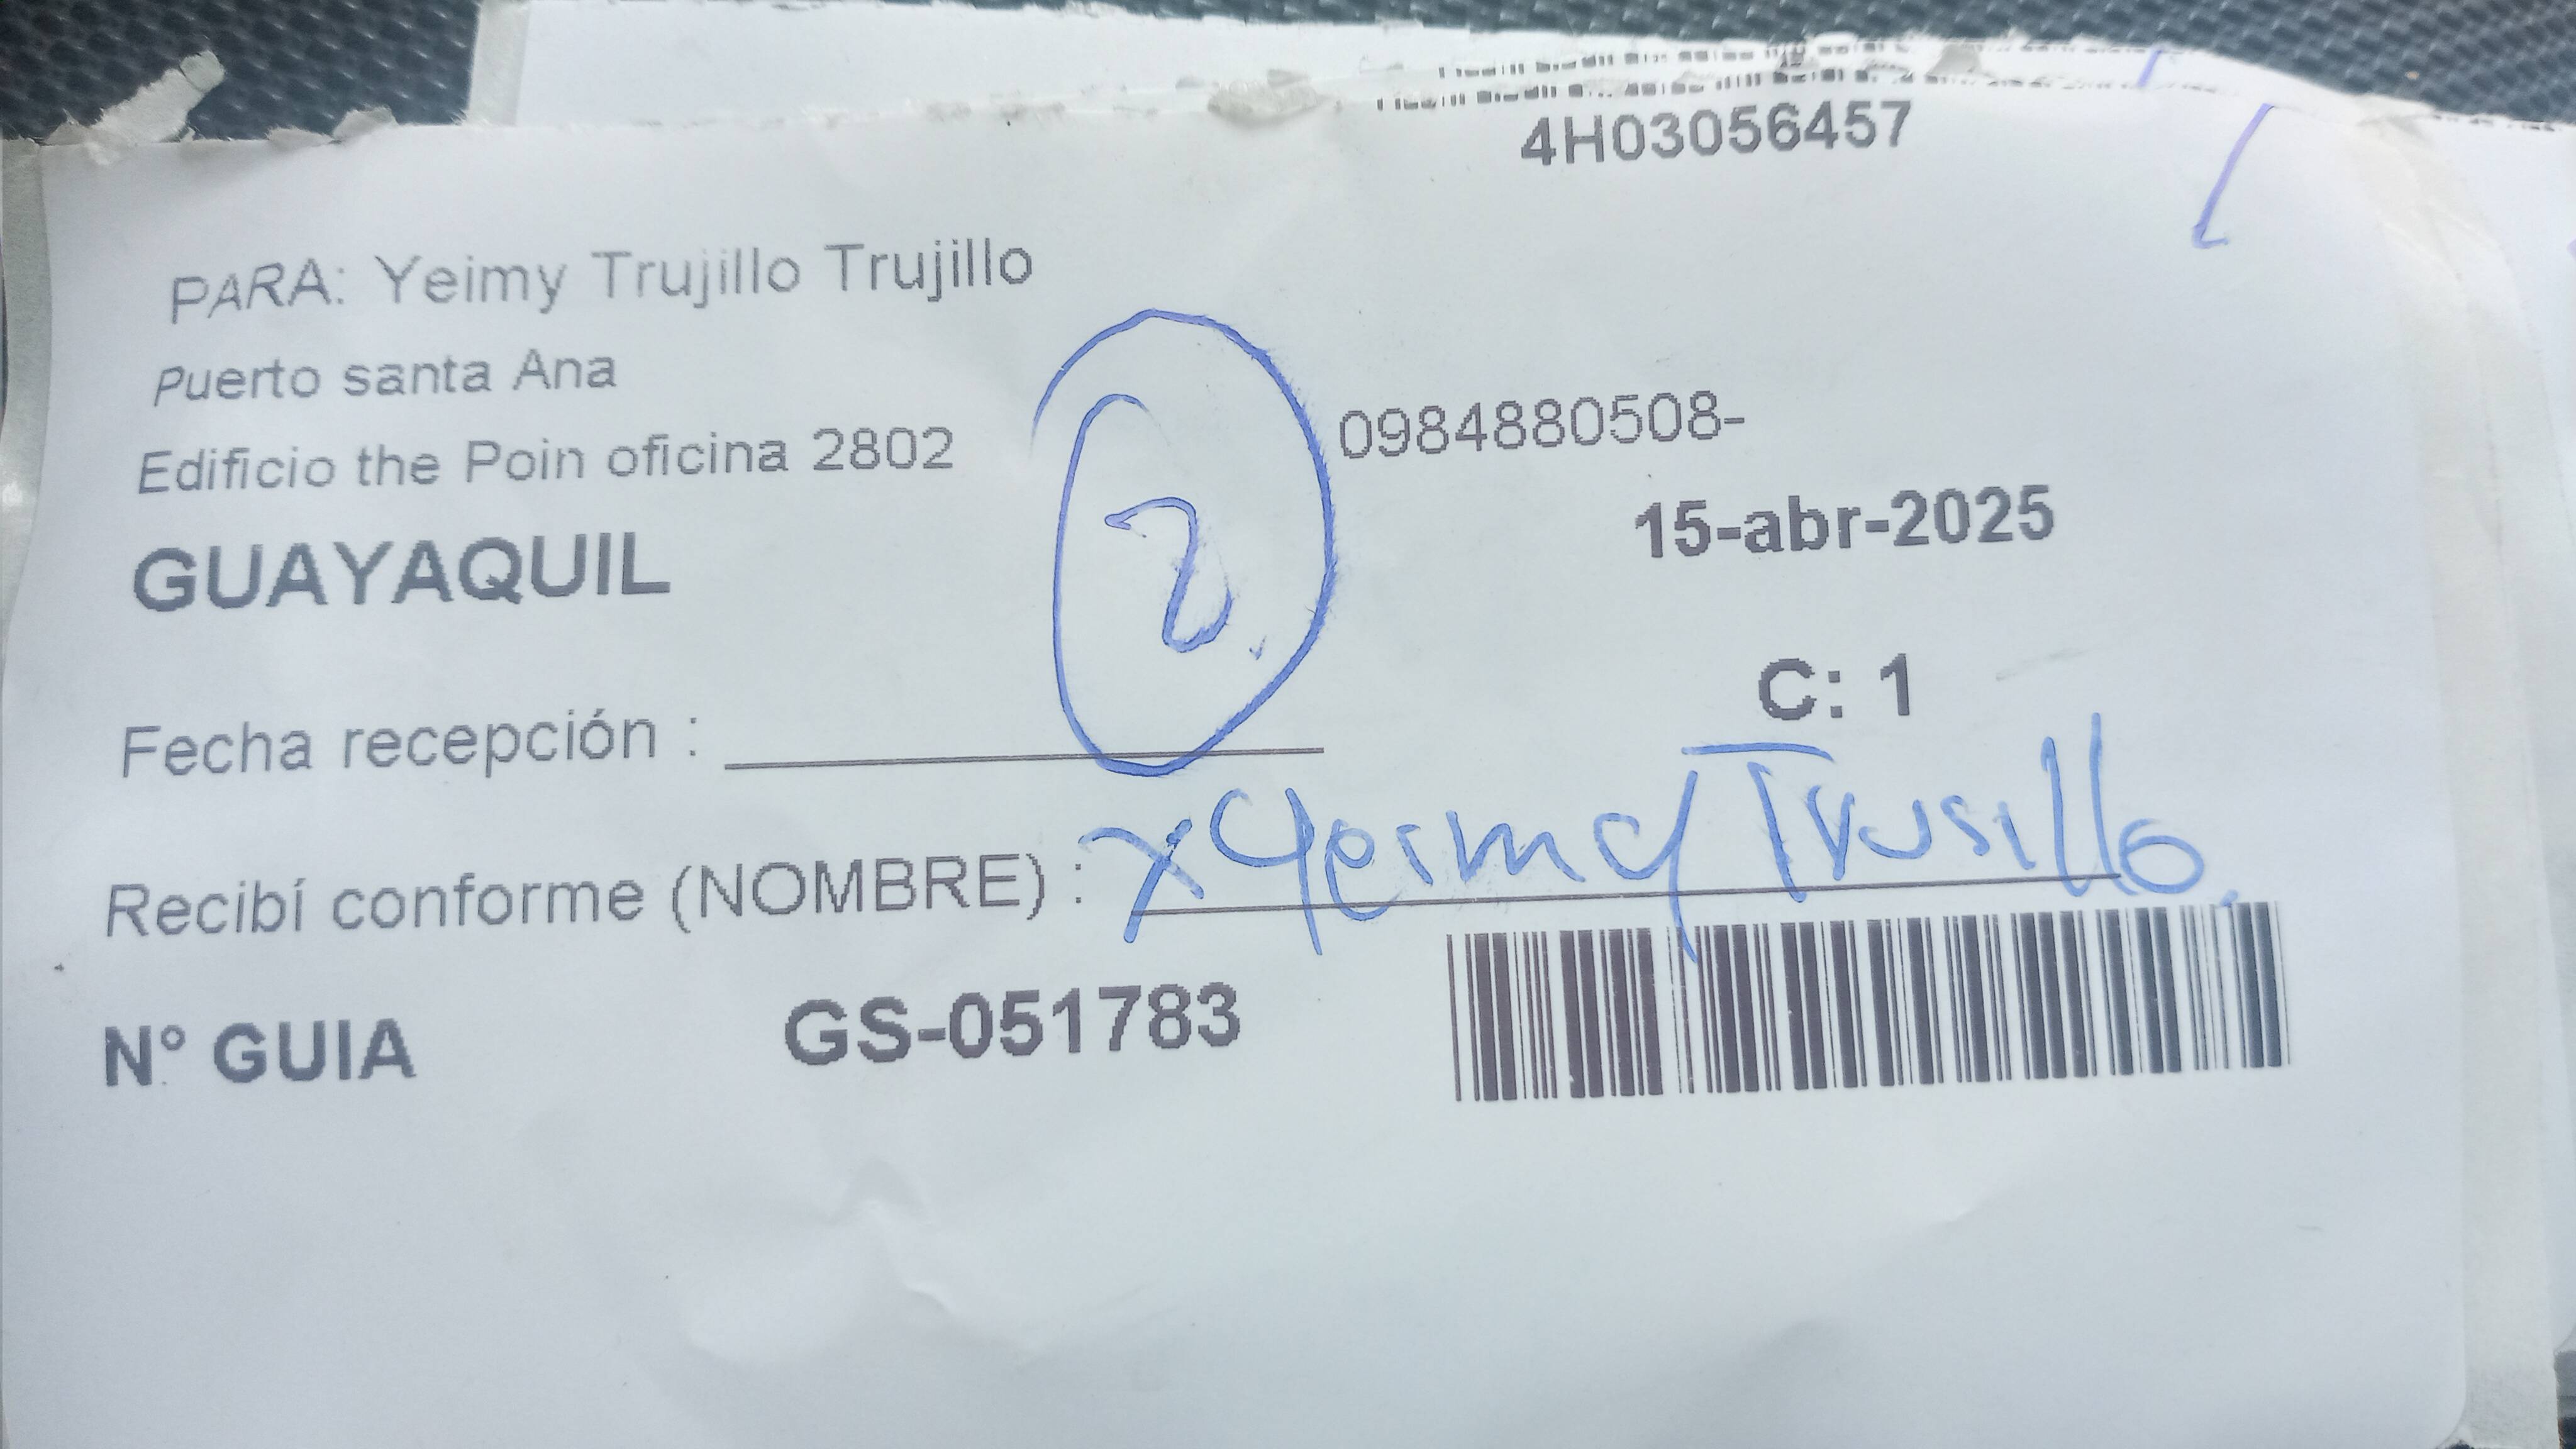 4H03056457
PARA: Yeimy Trujillo Trujillo
Puerto santa Ana
Edificio the Poin oficina 2802
0984880508-
GUAYAQUIL
15-abr-2025
2
C: 1
Fecha recepción :
Recibí conforme (NOMBRE) : x Yeimy Trujillo
Nº GUIA GS-051783